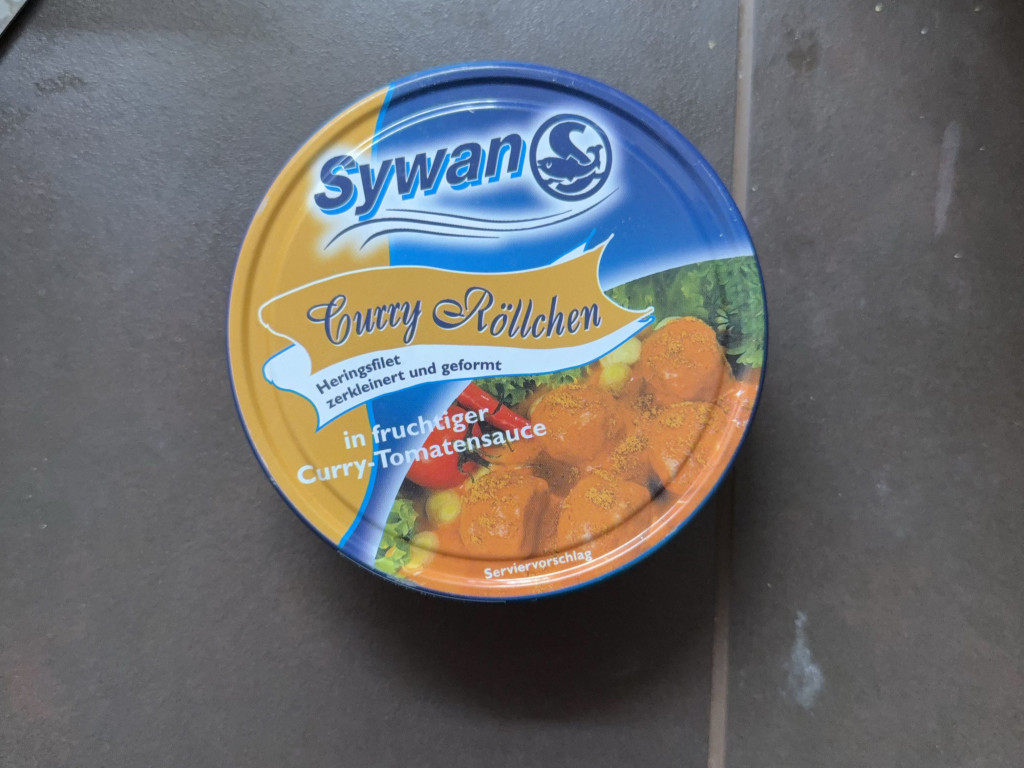 Sywan
Curry Röllchen
Heringsfilet
zerkleinert und geformt
in fruchtiger
Curry-Tomatensauce
Serviervorschlag